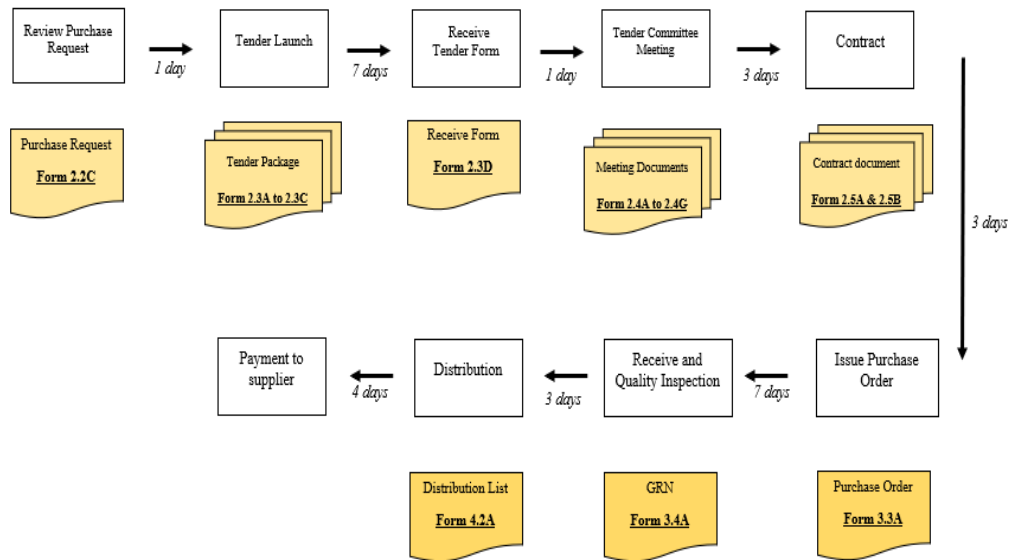 Review Purchase
Request
1 day
Tender Launch
7 days
Receive
Tender Form
1 day
Tender Committee
Meeting
3 days
Contract
Purchase Request
Form 2.2C
Tender Package
Form 2.3A to 2.3C
Receive Form
Form 2.3D
Meeting Documents
Form 2.4A to 2.4G
Contract document
Form 2.5A & 2.5B
3 days
Payment to
supplier
4 days
Distribution
3 days
Receive and
Quality Inspection
7 days
Issue Purchase
Order
Distribution List
Form 4.2A
GRN
Form 3.4A
Purchase Order
Form 3.3A